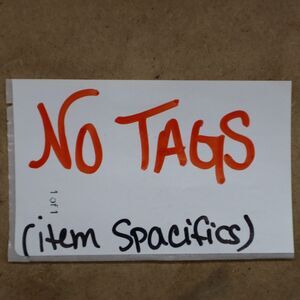 NO TAGS
1 of 1
(item Spacifics)